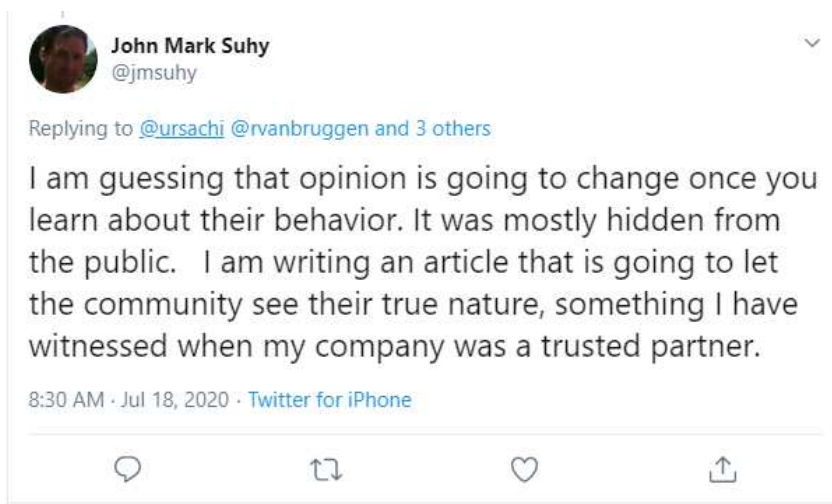 John Mark Suhy
@jmsuhy
Replying to @ursachi @rvanbruggen and 3 others
I am guessing that opinion is going to change once you
learn about their behavior. It was mostly hidden from
the public.   I am writing an article that is going to let
the community see their true nature, something I have
witnessed when my company was a trusted partner.
8:30 AM · Jul 18, 2020 · Twitter for iPhone